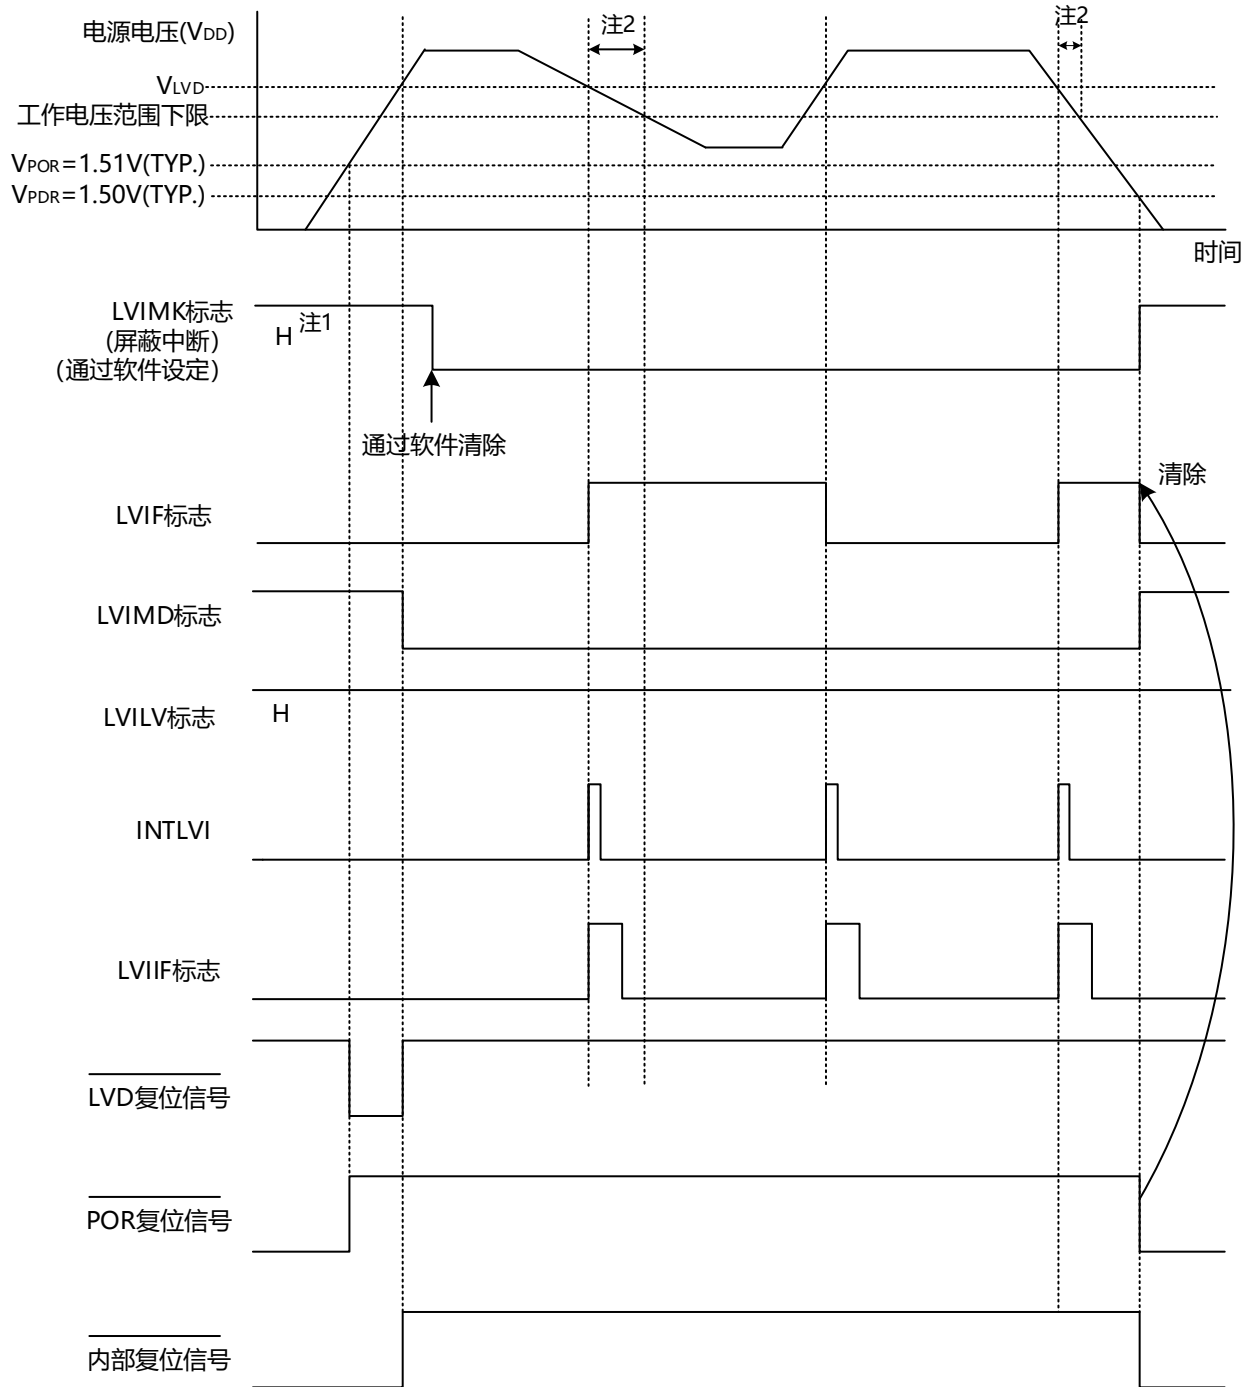 电源电压(VDD)
注2
注2
VLVD
工作电压范围下限
VPOR=1.51V(TYP.)
VPDR=1.50V(TYP.)
时间
LVIMK标志
(屏蔽中断)
(通过软件设定)
H 注1
通过软件清除
清除
LVIF标志
LVIMD标志
LVILV标志
H
INTLVI
LVIIF标志
LVD复位信号
POR复位信号
内部复位信号